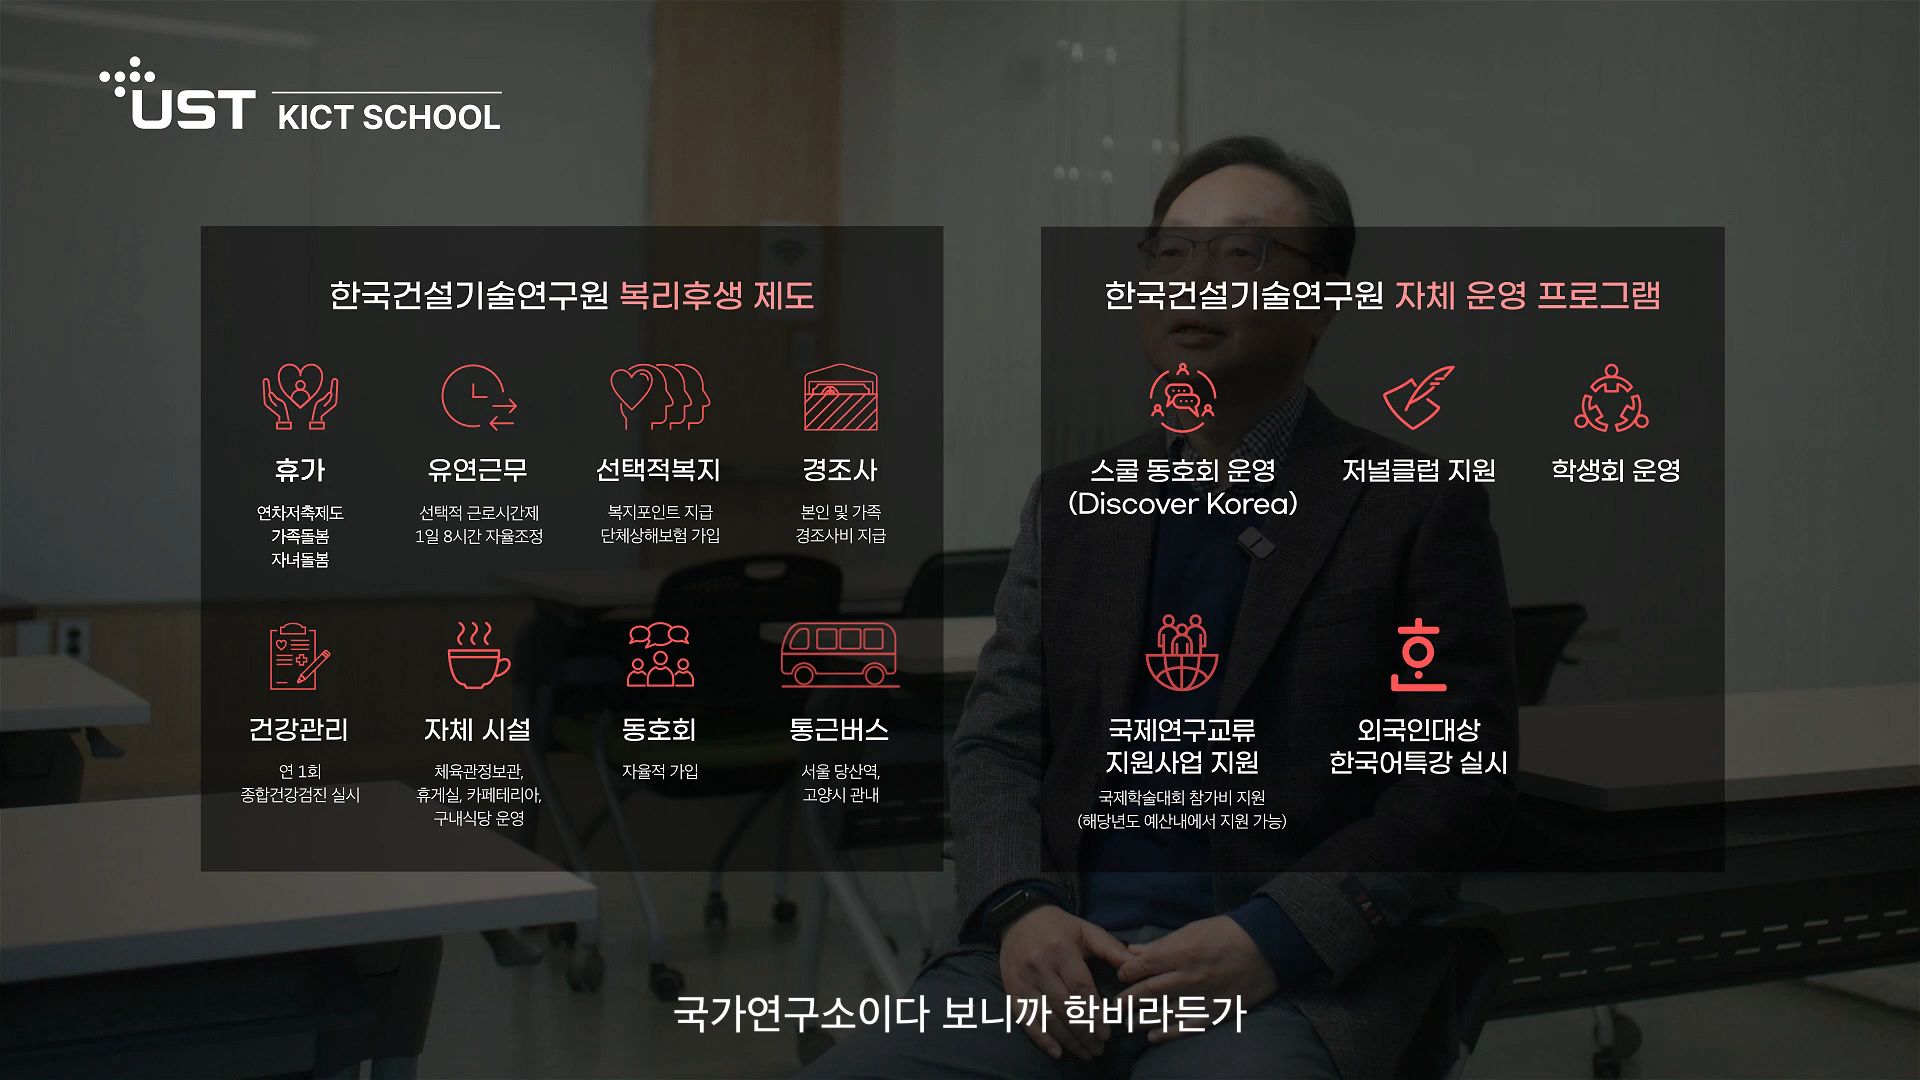 UST KICT SCHOOL
한국건설기술연구원 복리후생 제도
휴가
연차저축제도
가족돌봄
자녀돌봄
유연근무
선택적 근로시간제
1일 8시간 자율조정
선택적복지
복지포인트 지급
단체상해보험 가입
경조사
본인 및 가족
경조사비 지급
건강관리
연 1회
종합건강검진 실시
자체 시설
체육관정보관,
휴게실, 카페테리아,
구내식당 운영
동호회
자율적 가입
통근버스
서울 당산역,
고양시 관내
한국건설기술연구원 자체 운영 프로그램
스쿨 동호회 운영
(Discover Korea)
저널클럽 지원
학생회 운영
국제연구교류
지원사업 지원
국제학술대회 참가비 지원
(해당년도 예산내에서 지원 가능)
외국인대상
한국어특강 실시
국가연구소이다 보니까 학비라든가